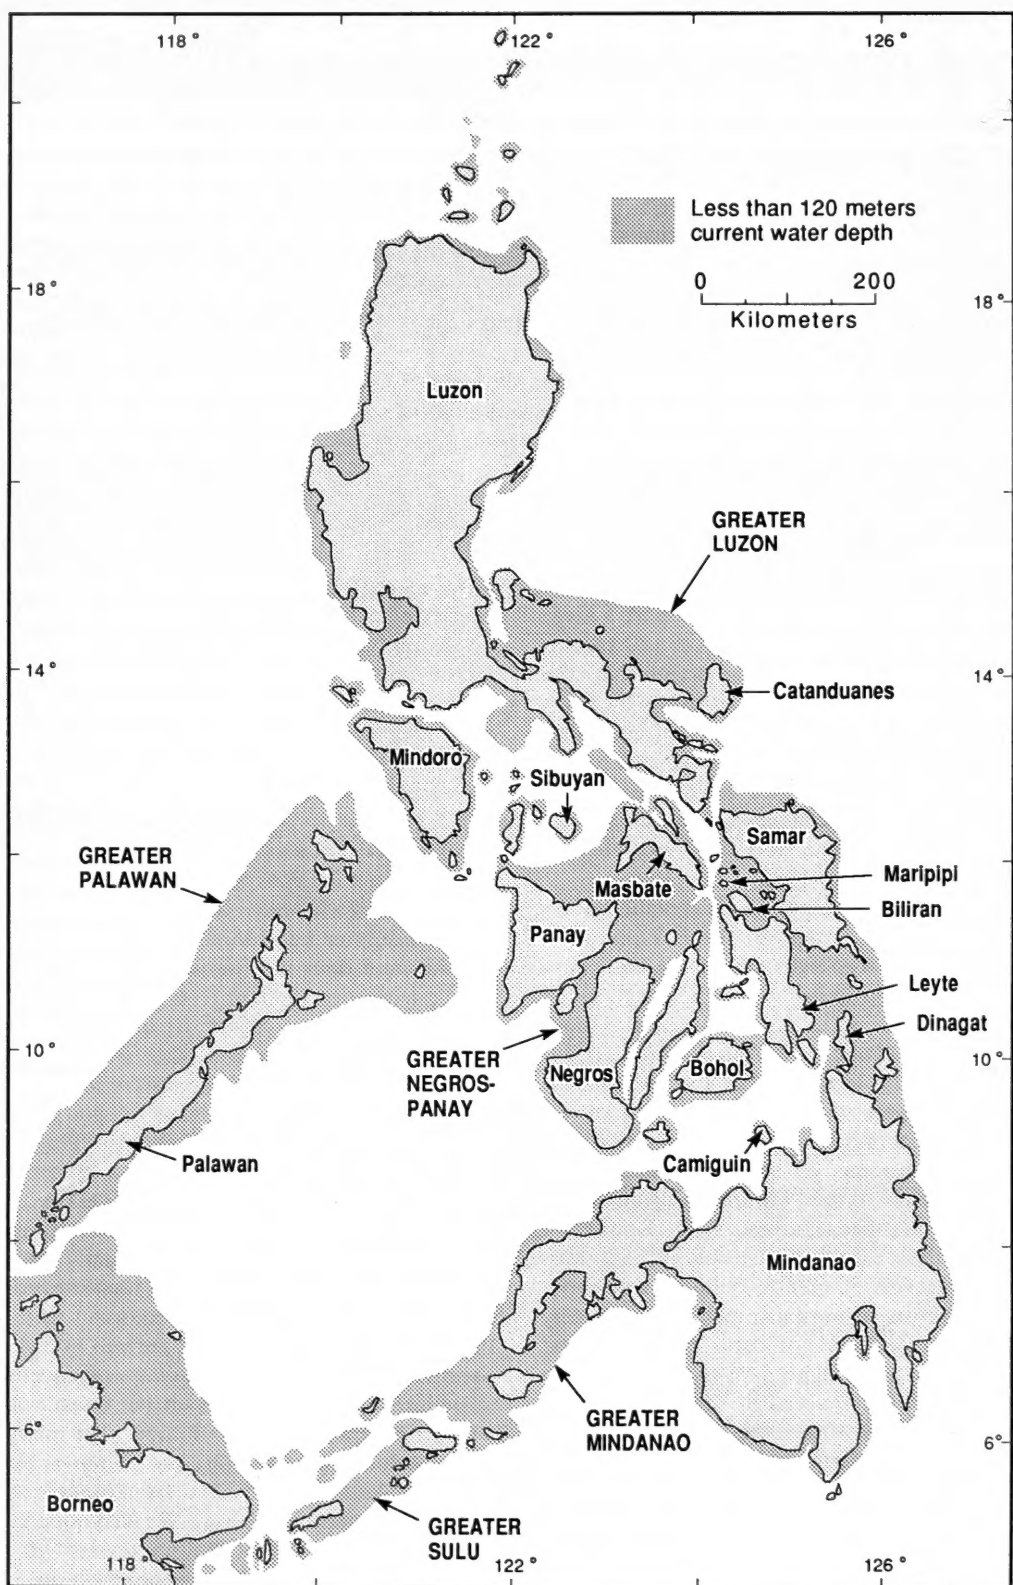 118°
122°
126°
Less than 120 meters
current water depth
0 200
Kilometers
18°
18°
Luzon
GREATER
LUZON
14°
14°
Catanduanes
Mindoro
Sibuyan
Samar
GREATER
PALAWAN
Masbate
Maripipi
Biliran
Panay
Leyte
Dinagat
10°
10°
GREATER
NEGROS-
PANAY
Negros
Bohol
Palawan
Camiguin
Mindanao
6°
6°
GREATER
MINDANAO
Borneo
GREATER
SULU
118°
122°
126°